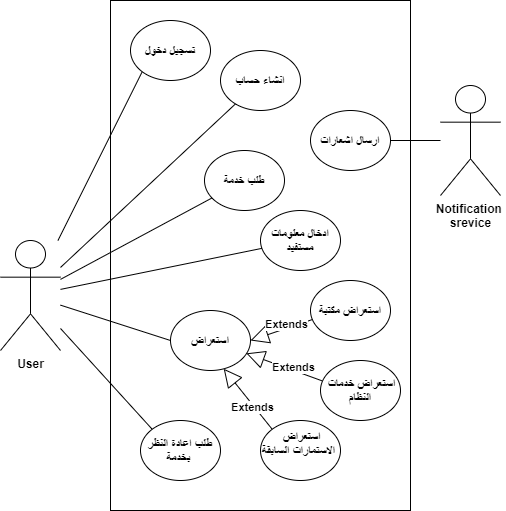 تسجيل دخول
انشاء حساب
ارسال اشعارات
طلب خدمة
Notification
srevice
ادخال معلومات
مستفيد
استعراض مكتبة
Extends
استعراض
User
Extends
استعراض خدمات
النظام
Extends
طلب اعادة النظر
بخدمة
استعراض
الاستمارات السابقة